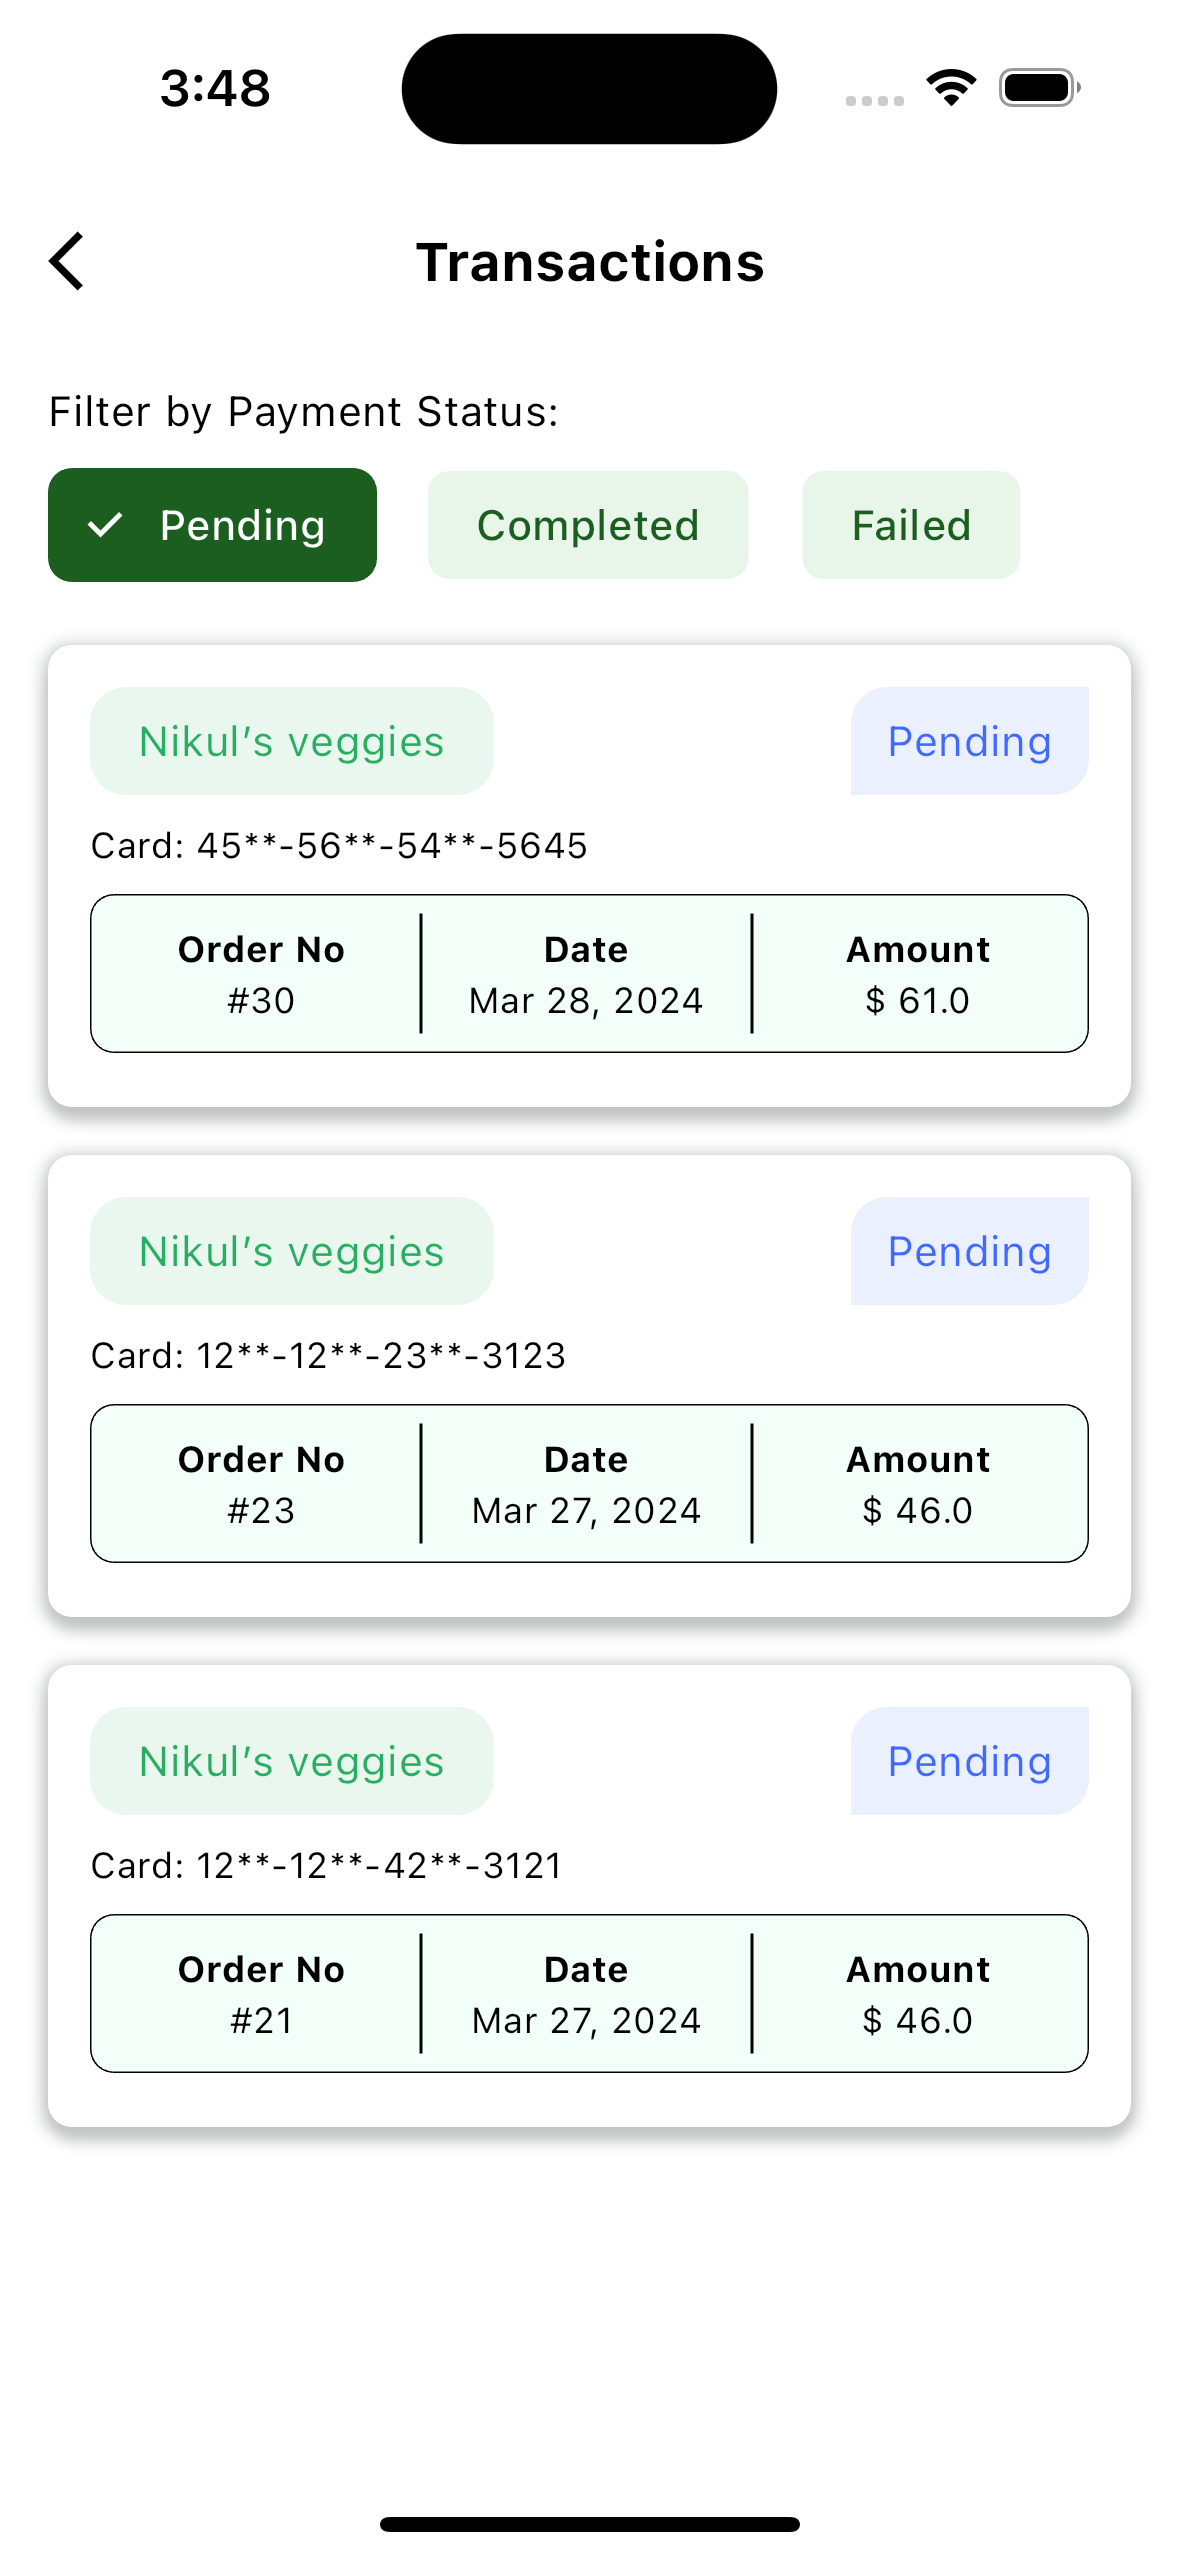 3:48
Transactions
Filter by Payment Status:
Pending Completed Failed
Nikul’s veggies Pending
Card: 45**-56**-54**-5645
Order No Date Amount
#30 Mar 28, 2024 $ 61.0
Nikul’s veggies Pending
Card: 12**-12**-23**-3123
Order No Date Amount
#23 Mar 27, 2024 $ 46.0
Nikul’s veggies Pending
Card: 12**-12**-42**-3121
Order No Date Amount
#21 Mar 27, 2024 $ 46.0